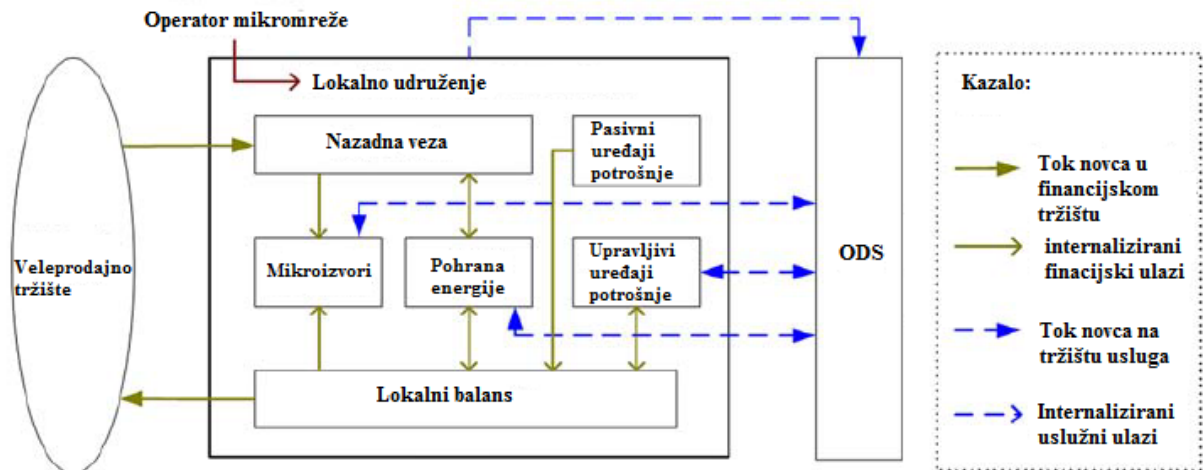 Operator mikromreže
Lokalno udruženje
Nazadna veza
Pasivni
uređaji
potrošnje
Veleprodajno
tržište
Mikroizvori
Pohrana
energije
Upravljivi
uređaji
potrošnje
Lokalni balans
ODS
Kazalo:
Tok novca u
financijskom
tržištu
internalizirani
finacijski ulazi
Tok novca na
tržištu usluga
Internalizirani
uslužni ulazi